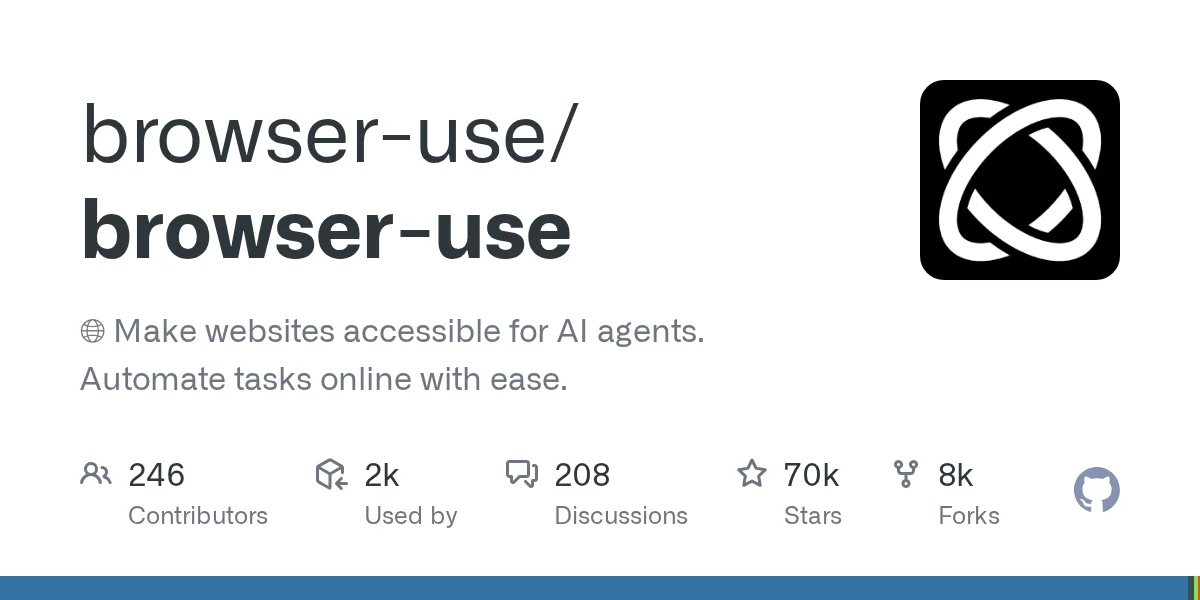 browser-use/
browser-use
🌐 Make websites accessible for AI agents.
Automate tasks online with ease.
246
Contributors
2k
Used by
208
Discussions
70k
Stars
8k
Forks